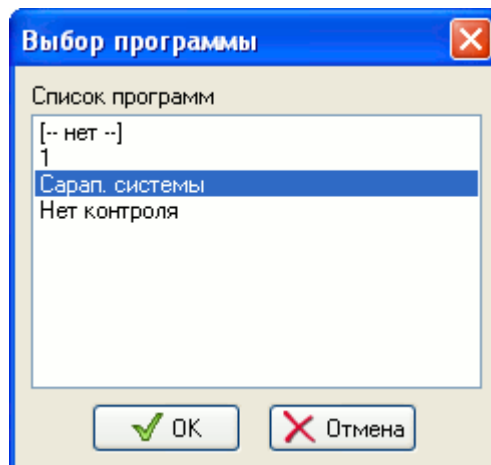 Выбор программы
Список программ
[-- нет --]
1
Сарап. системы
Нет контроля
OK
Отмена